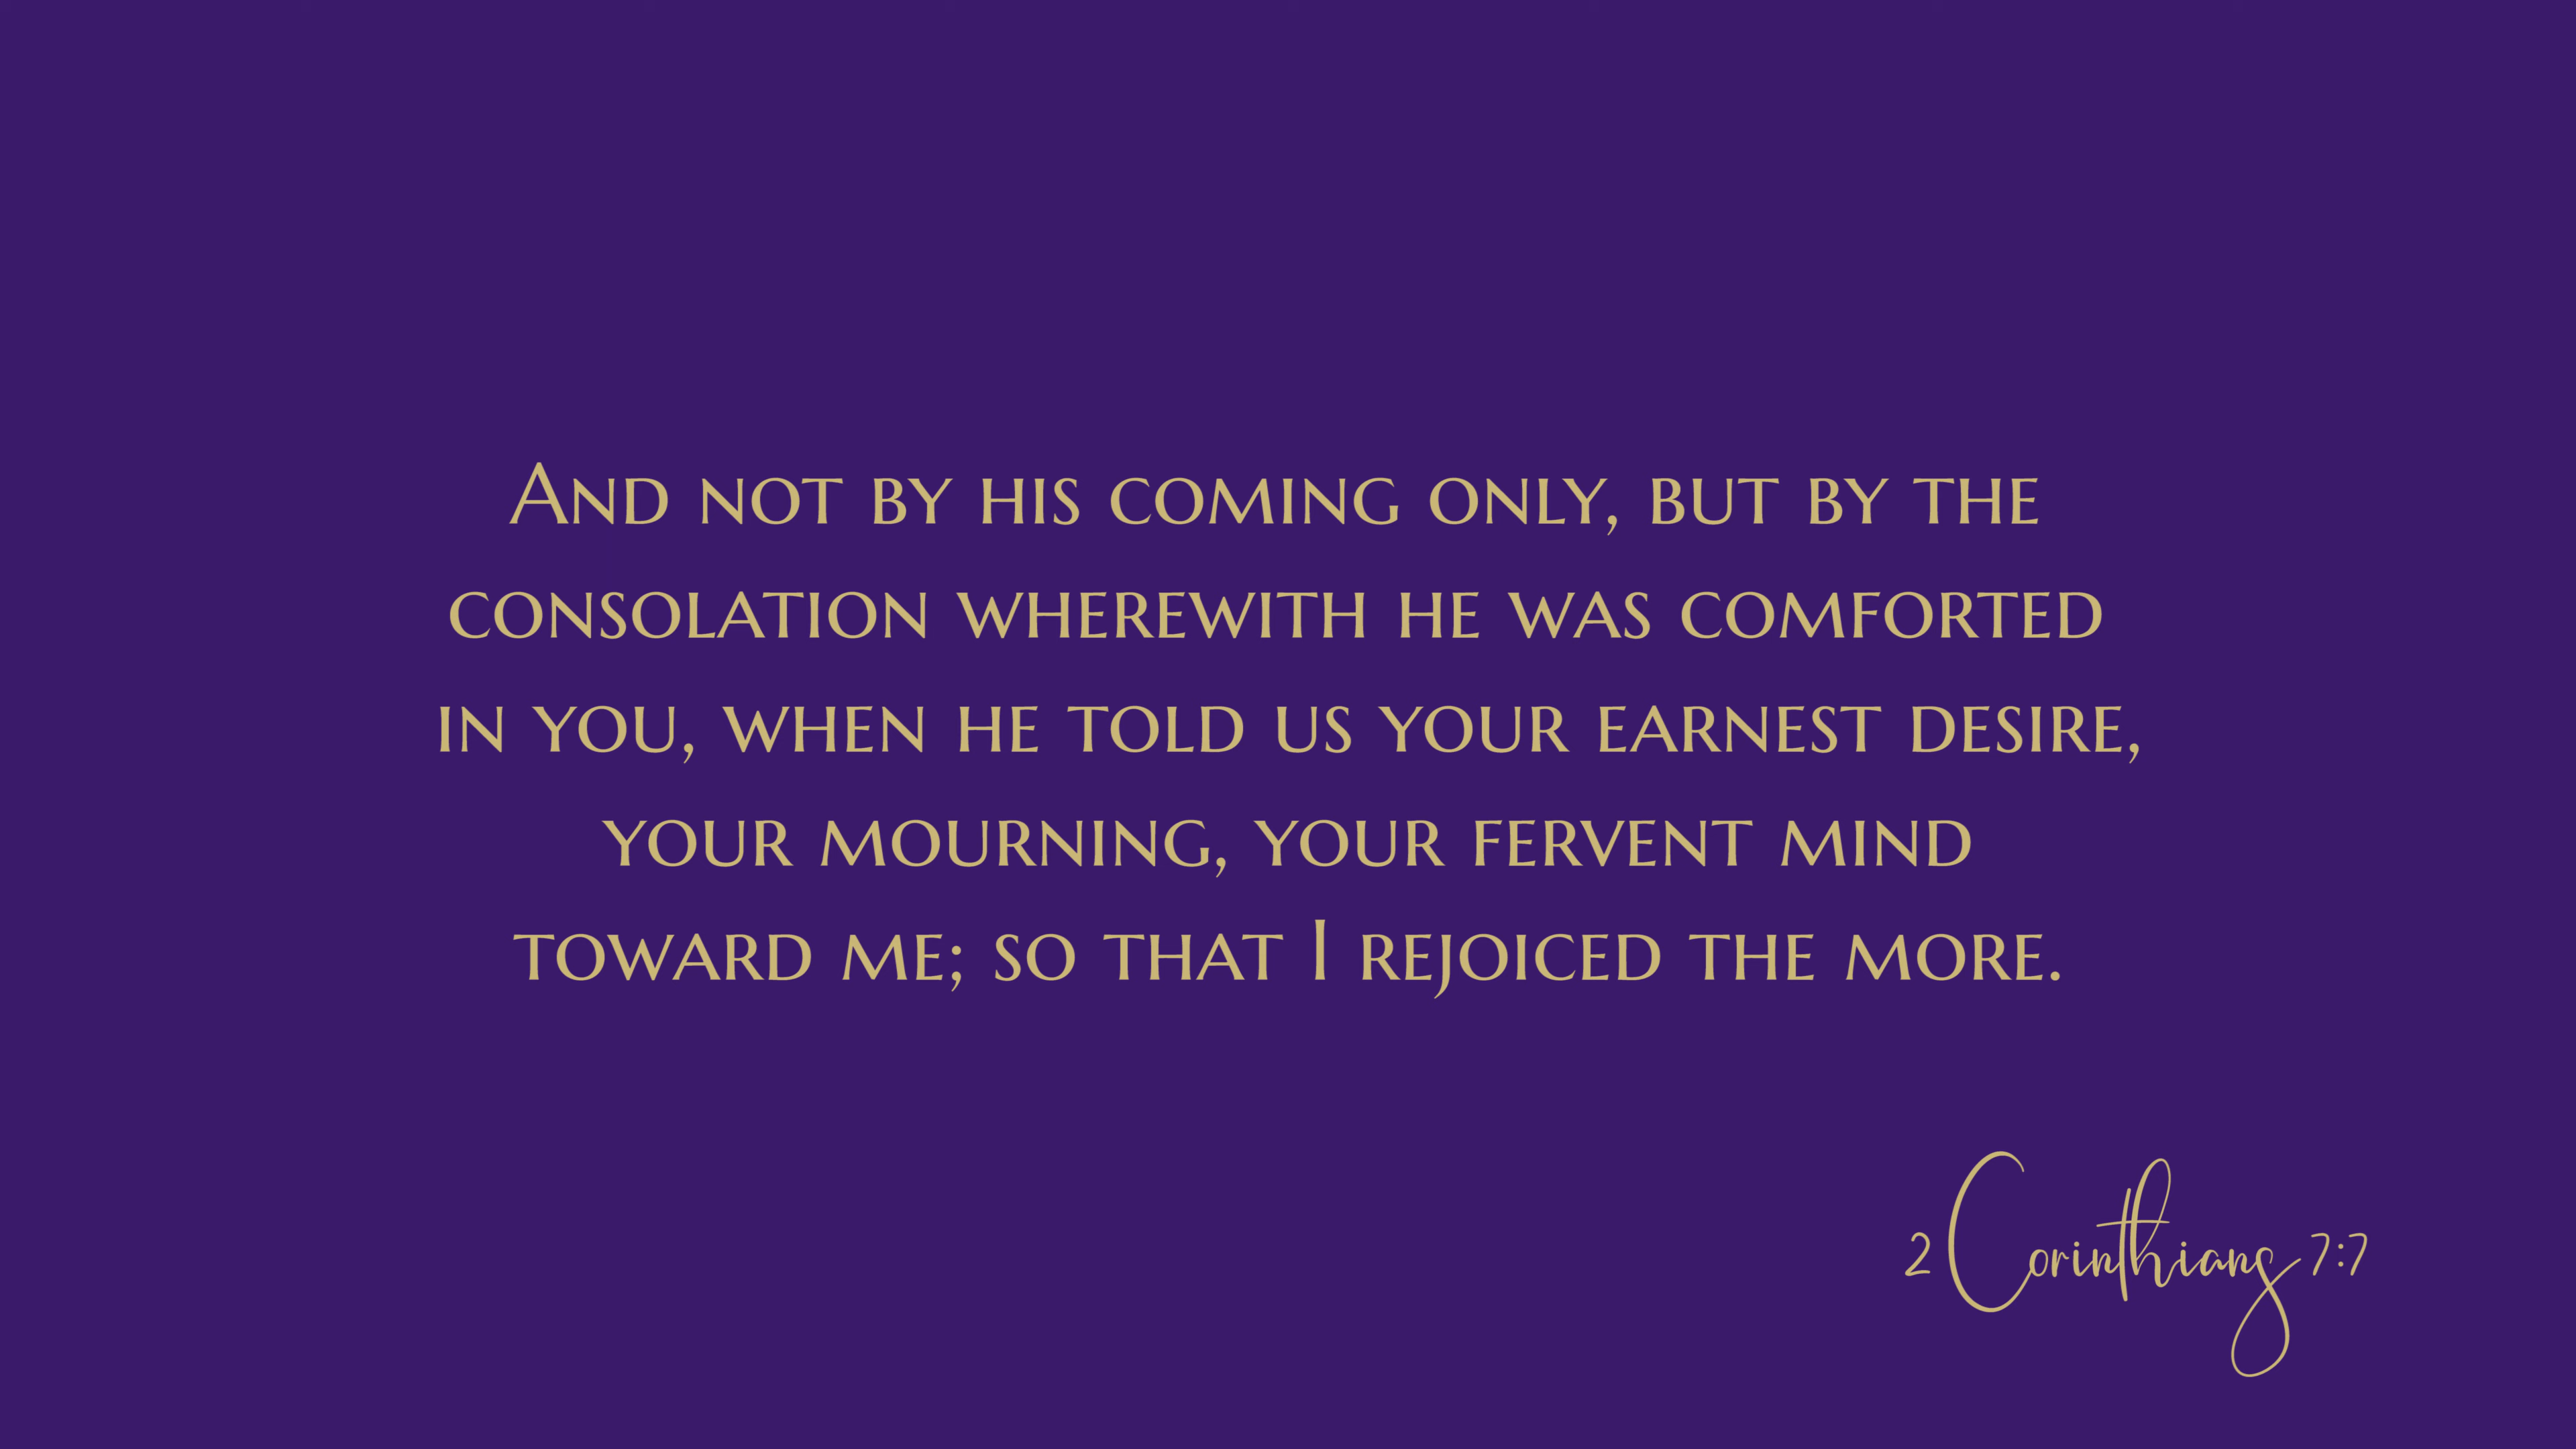 And not by his coming only, but by the
consolation wherewith he was comforted
in you, when he told us your earnest desire,
your mourning, your fervent mind
toward me; so that I rejoiced the more.
2 Corinthians 7:7